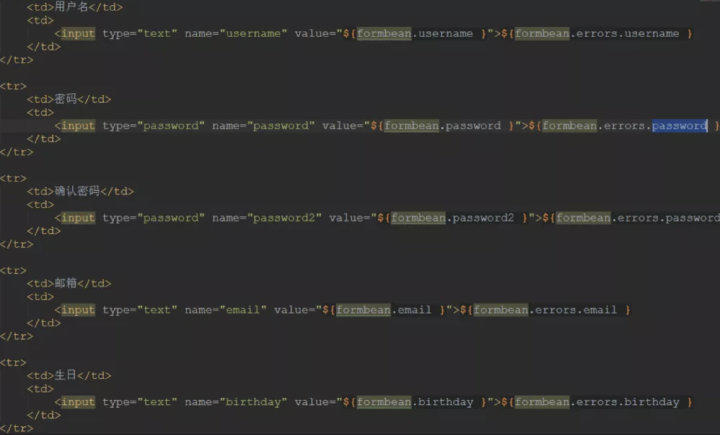 <td>用户名</td>
<td>
<input type="text" name="username" value="${formbean.username }">${formbean.errors.username }
</td>
</tr>
<tr>
<td>密码</td>
<td>
<input type="password" name="password" value="${formbean.password }">${formbean.errors.password }
</td>
</tr>
<tr>
<td>确认密码</td>
<td>
<input type="password" name="password2" value="${formbean.password2 }">${formbean.errors.password
</td>
</tr>
<tr>
<td>邮箱</td>
<td>
<input type="text" name="email" value="${formbean.email }">${formbean.errors.email }
</td>
</tr>
<tr>
<td>生日</td>
<td>
<input type="text" name="birthday" value="${formbean.birthday }">${formbean.errors.birthday }
</td>
</tr>